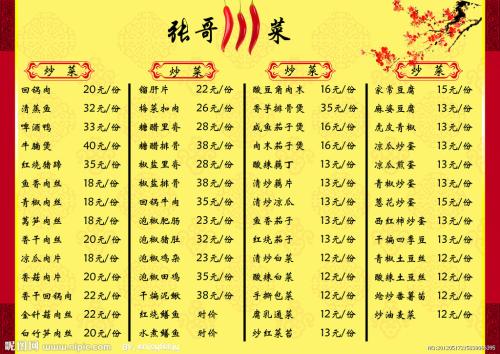 张哥川菜
炒 菜
回锅肉 20元/份
清蒸鱼 32元/份
啤酒鸭 33元/份
牛腩煲 40元/份
红烧猪蹄 35元/份
鱼香肉丝 18元/份
青椒肉丝 18元/份
莴笋肉丝 18元/份
香干肉丝 20元/份
凉瓜肉片 20元/份
香菇肉片 20元/份
香干回锅肉 22元/份
金针菇肉丝 22元/份
白竹笋肉丝 20元/份
炒 菜
熘肝片 22元/份
梅菜扣肉 26元/份
糖醋里脊 28元/份
糖醋排骨 38元/份
椒盐里脊 28元/份
椒盐排骨 38元/份
回锅牛肉 35元/份
泡椒肥肠 23元/份
泡椒猪肚 32元/份
泡椒鸡杂 23元/份
泡椒田鸡 35元/份
干煸泥鳅 38元/份
红烧鳝鱼 时价
水煮鳝鱼 时价
炒 菜
酸豆角肉末 16元/份
香芋排骨煲 35元/份
咸鱼茄子煲 16元/份
肉末茄子煲 16元/份
酸辣藕丁 13元/份
清炒藕片 13元/份
清炒凉瓜 13元/份
鱼香茄子 13元/份
红烧茄子 13元/份
清炒白菜 12元/份
酸辣白菜 12元/份
手撕包菜 12元/份
腐乳通菜 12元/份
炒红菜苔 13元/份
炒 菜
家常豆腐 15元/份
麻婆豆腐 13元/份
虎皮青椒 13元/份
凉瓜炒蛋 13元/份
凉瓜煎蛋 13元/份
青椒炒蛋 13元/份
葱花炒蛋 13元/份
西红柿炒蛋 13元/份
干煸四季豆 13元/份
青椒土豆丝 12元/份
酸辣土豆丝 12元/份
炝炒番薯苗 12元/份
炒油麦菜 12元/份
昵图网 www.nipic.com